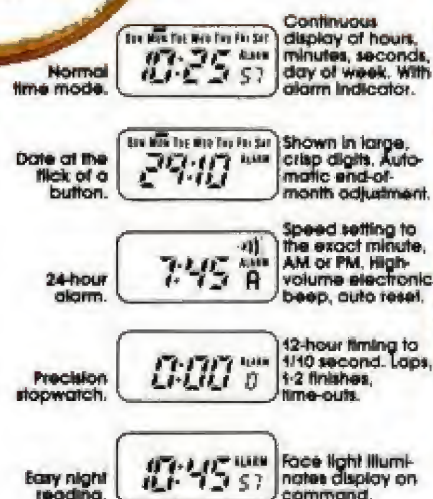 Normal
time mode.
SUN MON TUE WED THU FRI SAT
10:25 ALARM 57
Continuous
display of hours,
minutes, seconds,
day of week. With
alarm indicator.
Date at the
flick of a
button.
SUN MON TUE WED THU FRI SAT
29:10 ALARM
Shown in large,
crisp digits. Auto-
matic end-of-
month adjustment.
24-hour
alarm.
7:45 ALARM A
Speed setting to
the exact minute,
AM or PM. High-
volume electronic
beep, auto reset.
Precision
stopwatch.
0:00 ALARM 0
12-hour timing to
1/10 second. Laps,
1-2 finishes,
time-outs.
Easy night
reading.
10:45 ALARM 57
Face light illumi-
nates display on
command.